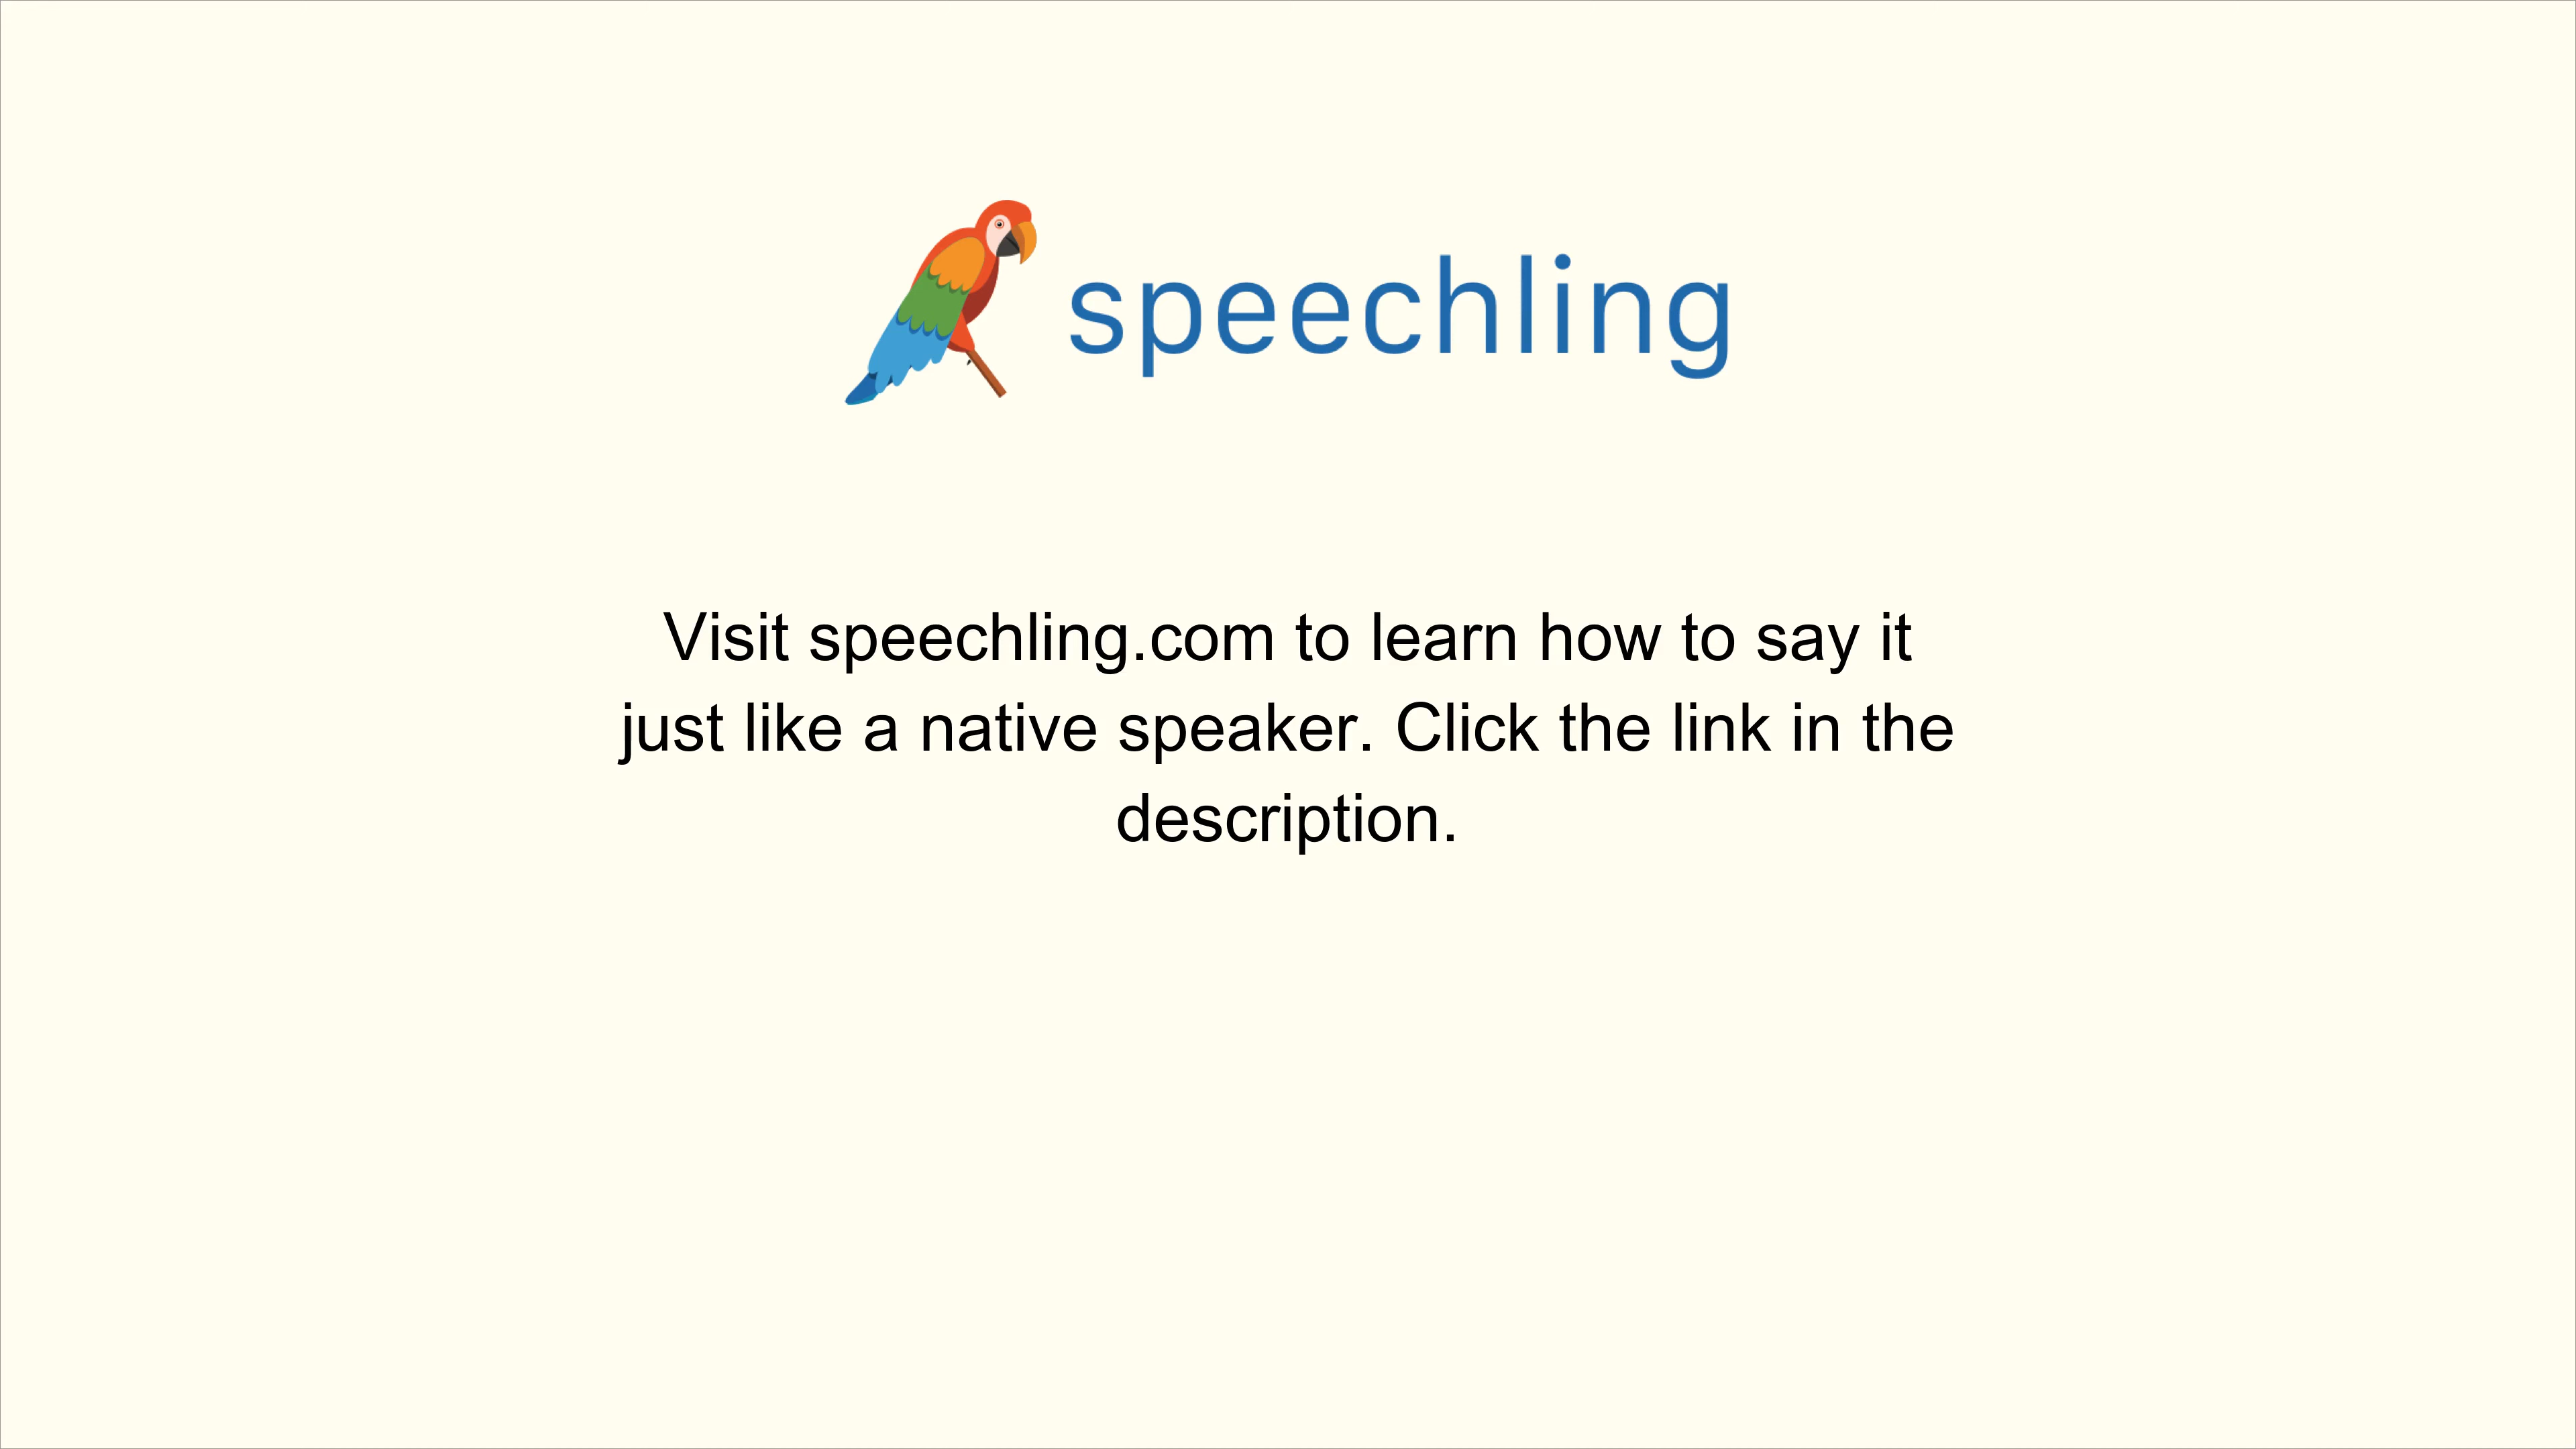 speechling
Visit speechling.com to learn how to say it
just like a native speaker. Click the link in the
description.